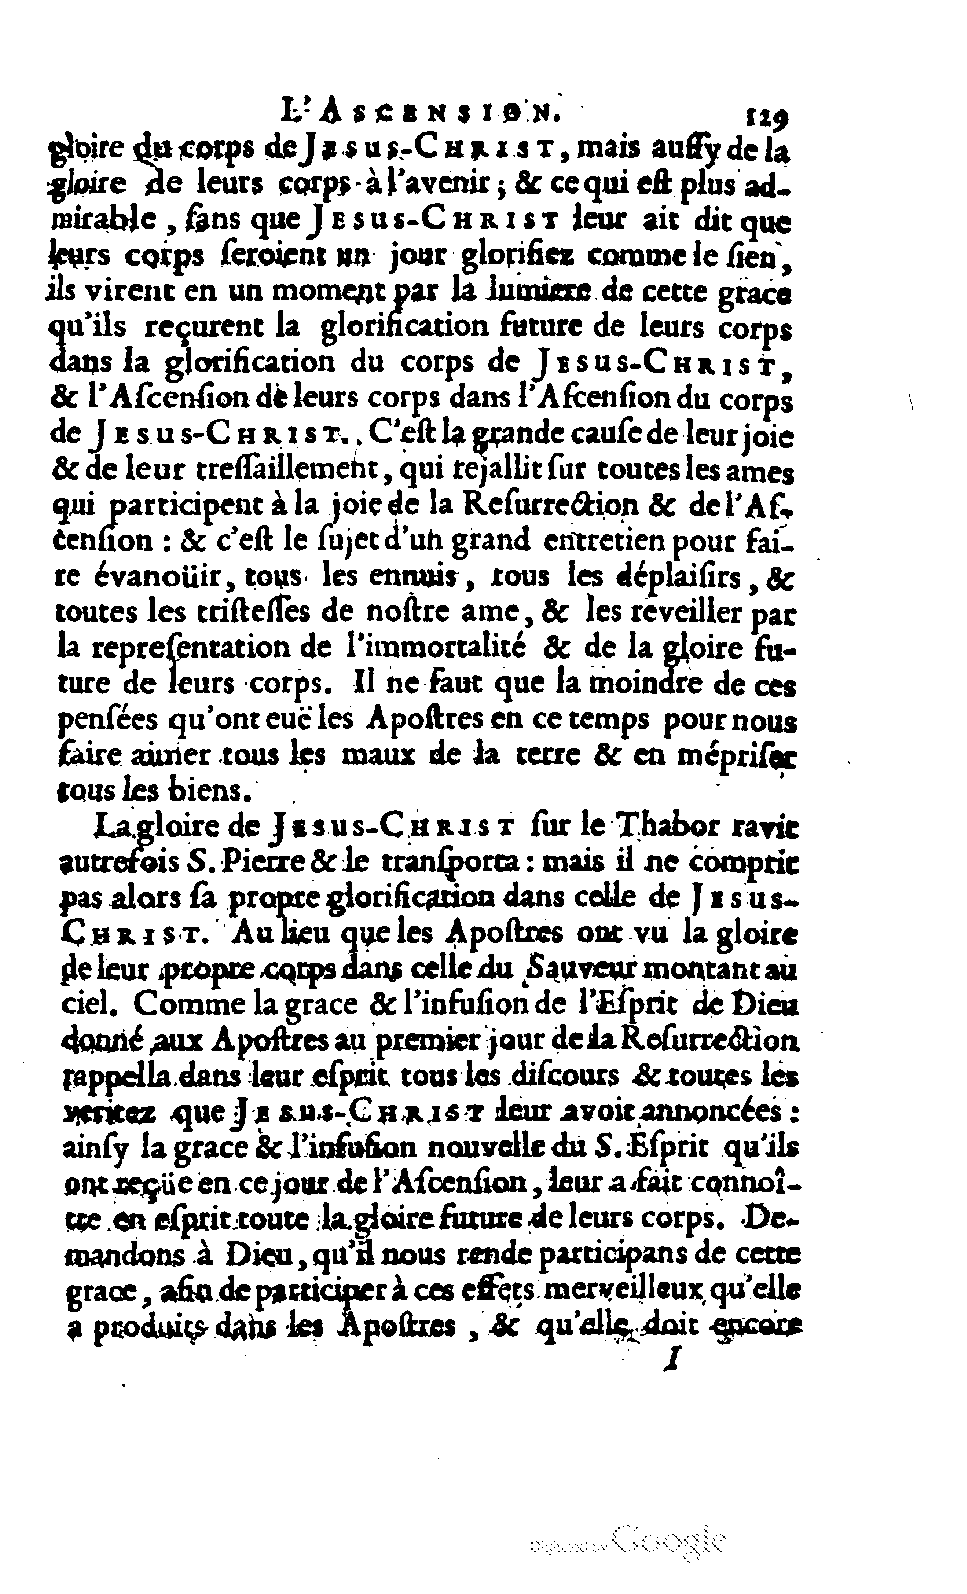 L'ASCENSION. 129
gloire du corps de JESUS-CHRIST, mais auſſy de la
gloire de leurs corps à l'avenir ; & ce qui eſt plus ad-
mirable, ſans que JESUS-CHRIST leur ait dit que
leurs corps ſeroient un jour glorifiez comme le ſien,
ils virent en un moment par la lumiere de cette grace
qu'ils reçurent la glorification future de leurs corps
dans la glorification du corps de JESUS-CHRIST,
& l'Aſcenſion de leurs corps dans l'Aſcenſion du corps
de JESUS-CHRIST. C'eſt la grande cauſe de leur joie
& de leur treſſaillement, qui rejallit ſur toutes les ames
qui participent à la joie de la Reſurrection & de l'Aſ-
cenſion : & c'eſt le ſujet d'un grand entretien pour fai-
re évanoüir, tous les ennuis, tous les déplaiſirs, &
toutes les triſteſſes de noſtre ame, & les réveiller par
la repreſentation de l'immortalité & de la gloire fu-
ture de leurs corps. Il ne faut que la moindre de ces
penſées qu'ont euë les Apoſtres en ce temps pour nous
faire aimer tous les maux de la terre & en mépriſer
tous les biens.
La gloire de JESUS-CHRIST ſur le Thabor ravit
autrefois S. Pierre & le tranſporta : mais il ne comprit
pas alors ſa propre glorification dans celle de JESUS-
CHRIST. Au lieu que les Apoſtres ont vu la gloire
de leur propre corps dans celle du Sauveur montant au
ciel. Comme la grace & l'infuſion de l'Eſprit de Dieu
donné aux Apoſtres au premier jour de la Reſurrection
rappella dans leur eſprit tous les diſcours & toutes les
veritez que JESUS-CHRIST leur avoit annoncées :
ainſy la grace & l'infuſion nouvelle du S. Eſprit qu'ils
ont reçüe en ce jour de l'Aſcenſion, leur a fait connoî-
tre en eſprit toute la gloire future de leurs corps. De-
mandons à Dieu, qu'il nous rende participans de cette
grace, afin de participer à ces effets merveilleux qu'elle
a produits dans les Apoſtres, & qu'elle doit encore
I
Google